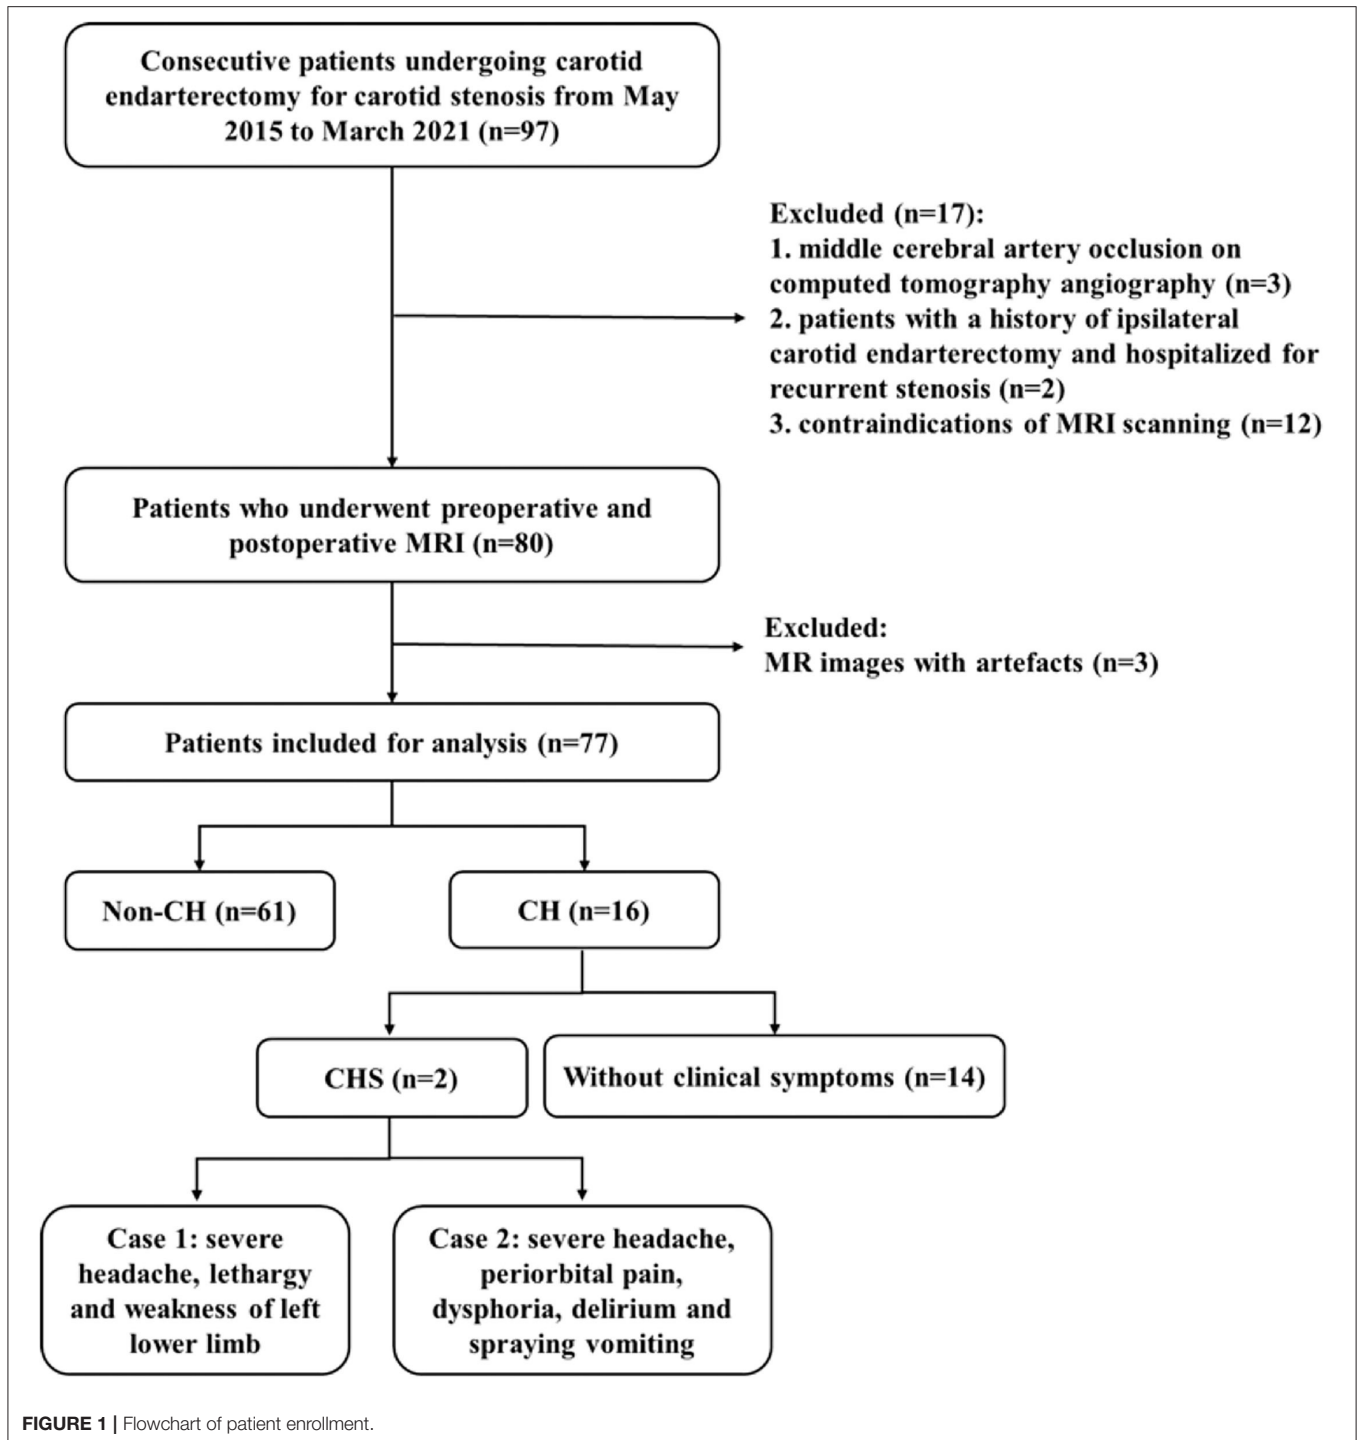 Consecutive patients undergoing carotid
endarterectomy for carotid stenosis from May
2015 to March 2021 (n=97)
Excluded (n=17):
1. middle cerebral artery occlusion on
computed tomography angiography (n=3)
2. patients with a history of ipsilateral
carotid endarterectomy and hospitalized for
recurrent stenosis (n=2)
3. contraindications of MRI scanning (n=12)
Patients who underwent preoperative and
postoperative MRI (n=80)
Excluded:
MR images with artefacts (n=3)
Patients included for analysis (n=77)
Non-CH (n=61)
CH (n=16)
CHS (n=2)
Without clinical symptoms (n=14)
Case 1: severe
headache, lethargy
and weakness of left
lower limb
Case 2: severe headache,
periorbital pain,
dysphoria, delirium and
spraying vomiting
FIGURE 1 | Flowchart of patient enrollment.